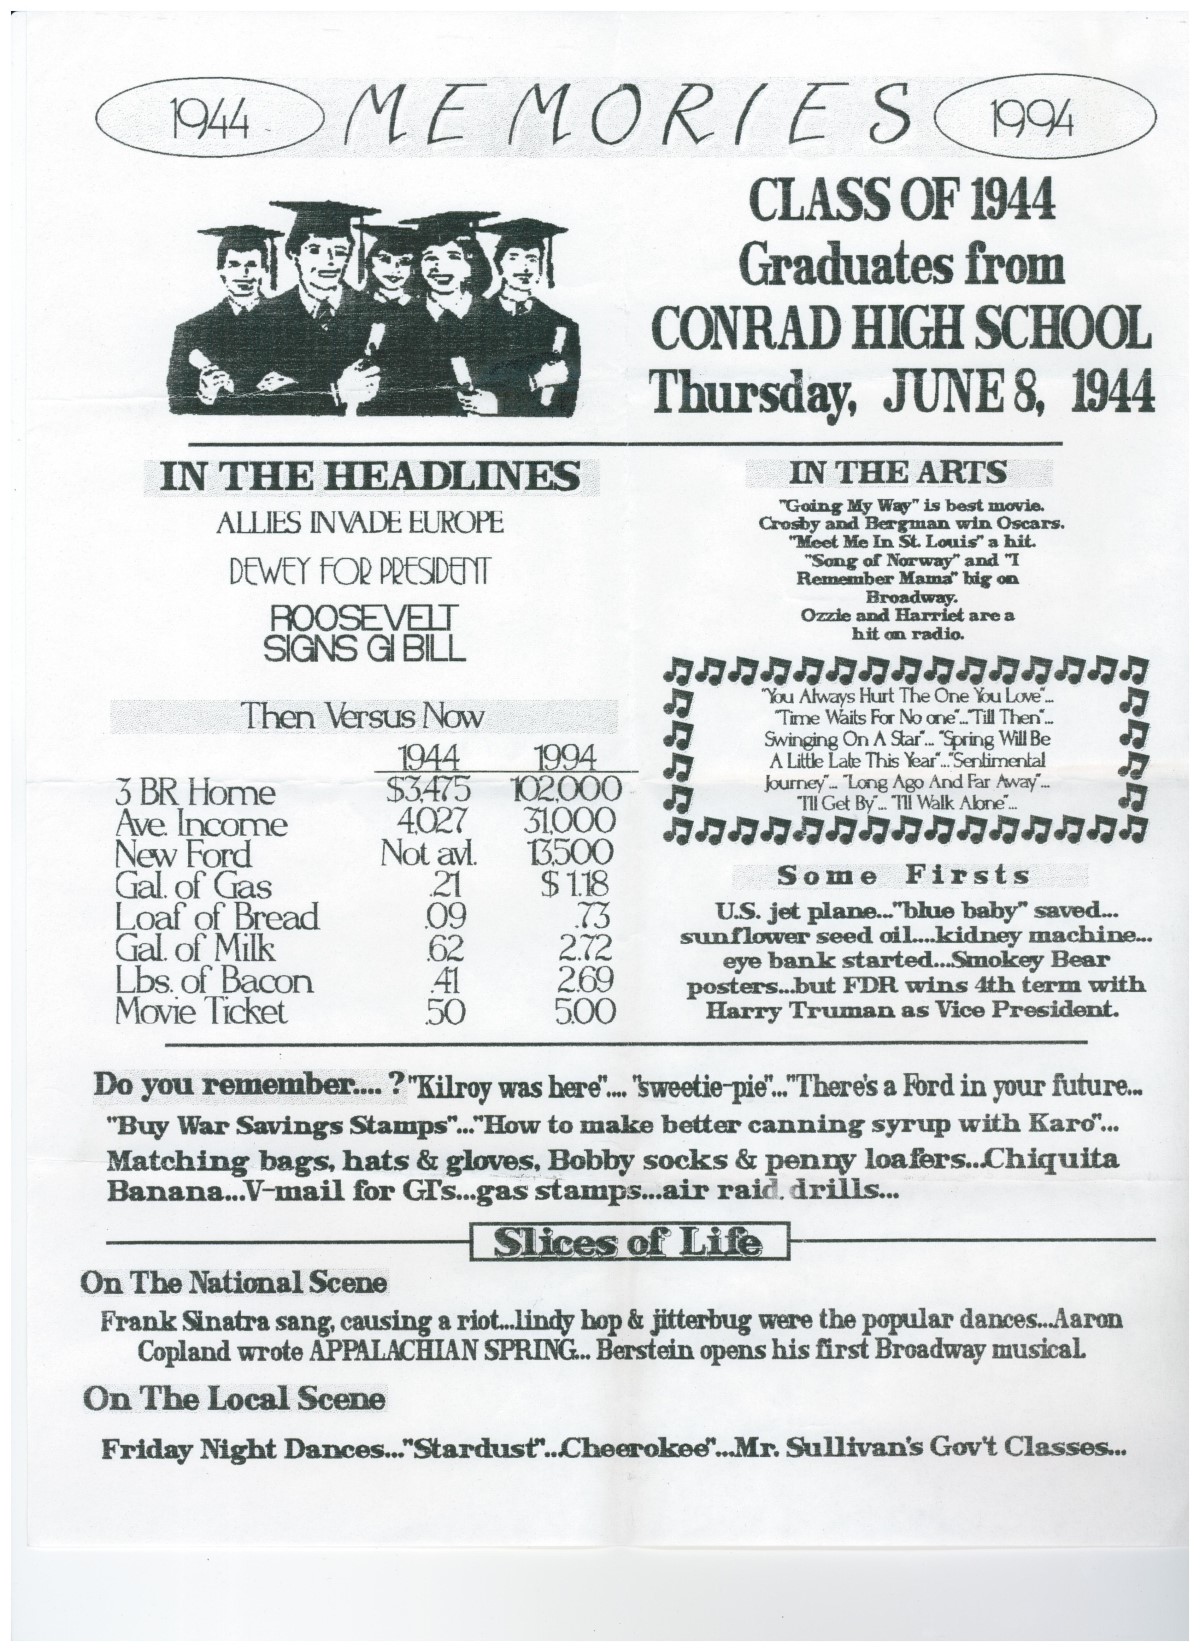 1944 MEMORIES 1994
CLASS OF 1944
Graduates from
CONRAD HIGH SCHOOL
Thursday, JUNE 8, 1944
IN THE HEADLINES
ALLIES INVADE EUROPE
DEWEY FOR PRESIDENT
ROOSEVELT
SIGNS GI BILL
Then Versus Now
1944 1994
3 BR Home $3,475 102,000
Ave. Income 4,027 31,000
New Ford Not avl. 13,500
Gal. of Gas .21 $1.18
Loaf of Bread .09 .73
Gal. of Milk .62 2.72
Lbs. of Bacon .41 2.69
Movie Ticket .50 5.00
IN THE ARTS
"Going My Way" is best movie.
Crosby and Bergman win Oscars.
"Meet Me In St. Louis" a hit.
"Song of Norway" and "I
Remember Mama" big on
Broadway.
Ozzie and Harriet are a
hit on radio.
"You Always Hurt The One You Love"...
"Time Waits For No one"..."Till Then"...
Swinging On A Star"... "Spring Will Be
A Little Late This Year"..."Sentimental
Journey"... "Long Ago And Far Away"...
"I'll Get By"... "I'll Walk Alone"...
Some Firsts
U.S. jet plane..."blue baby" saved...
sunflower seed oil....kidney machine...
eye bank started...Smokey Bear
posters...but FDR wins 4th term with
Harry Truman as Vice President.
Do you remember.... ? "Kilroy was here".... "sweetie-pie"..."There's a Ford in your future...
"Buy War Savings Stamps"..."How to make better canning syrup with Karo"...
Matching bags, hats & gloves, Bobby socks & penny loafers...Chiquita
Banana...V-mail for GI's...gas stamps...air raid. drills...
Slices of Life
On The National Scene
Frank Sinatra sang, causing a riot...lindy hop & jitterbug were the popular dances...Aaron
Copland wrote APPALACHIAN SPRING... Berstein opens his first Broadway musical.
On The Local Scene
Friday Night Dances..."Stardust"...Cheerokee"...Mr. Sullivan's Gov't Classes...